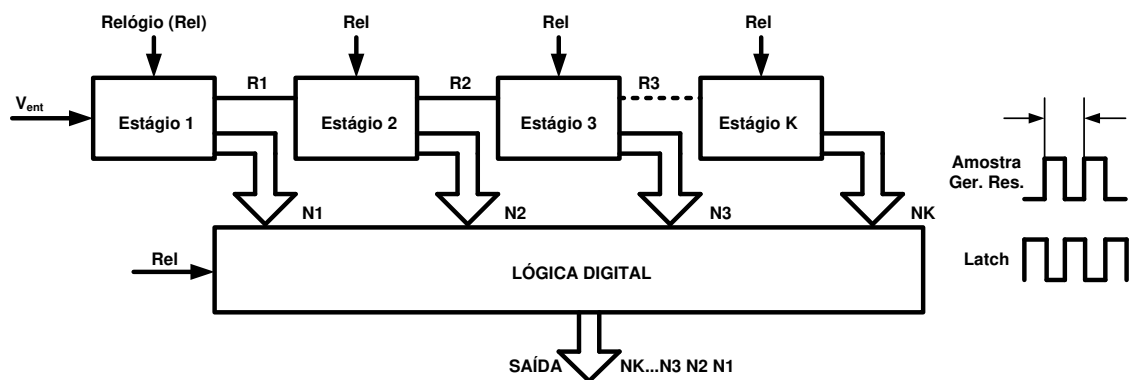 Relógio (Rel)
Rel
Rel
Rel
V_ent
Estágio 1
R1
Estágio 2
R2
Estágio 3
R3
Estágio K
N1
N2
N3
NK
Rel
LÓGICA DIGITAL
SAÍDA
NK...N3 N2 N1
Amostra
Ger. Res.
Latch